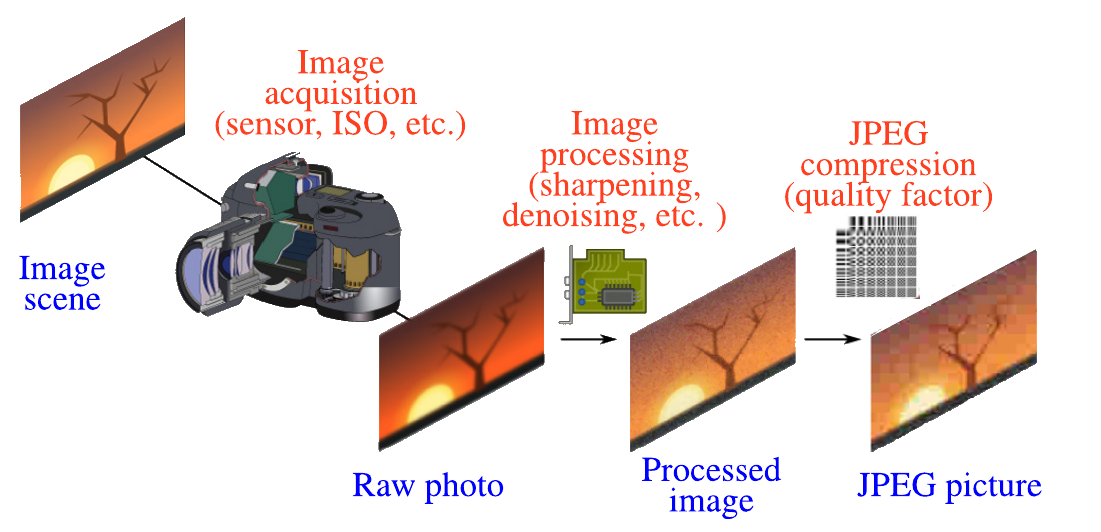 Image
acquisition
(sensor, ISO, etc.)
Image
scene
Image
processing
(sharpening,
denoising, etc. )
JPEG
compression
(quality factor)
Raw photo
Processed
image
JPEG picture